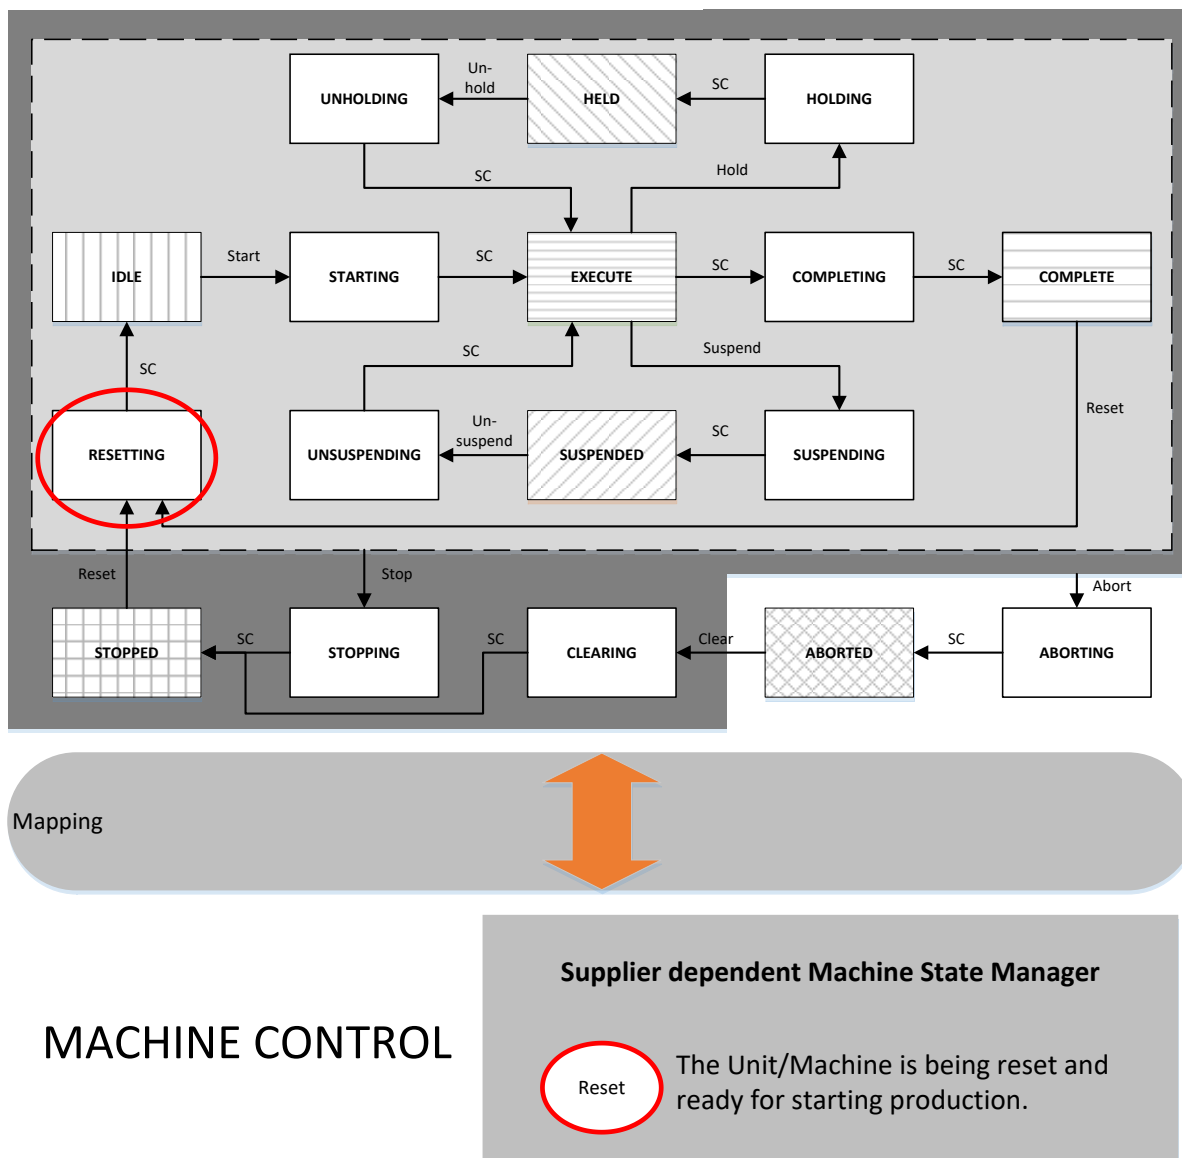 Un-
hold
SC
UNHOLDING
HELD
HOLDING
SC
Hold
Start
SC
SC
SC
IDLE
STARTING
EXECUTE
COMPLETING
COMPLETE
SC
Suspend
SC
Reset
Un-
suspend
SC
RESETTING
UNSUSPENDING
SUSPENDED
SUSPENDING
Reset
Stop
Abort
SC
SC
Clear
SC
STOPPED
STOPPING
CLEARING
ABORTED
ABORTING
Mapping
Supplier dependent Machine State Manager
MACHINE CONTROL
Reset
The Unit/Machine is being reset and
ready for starting production.